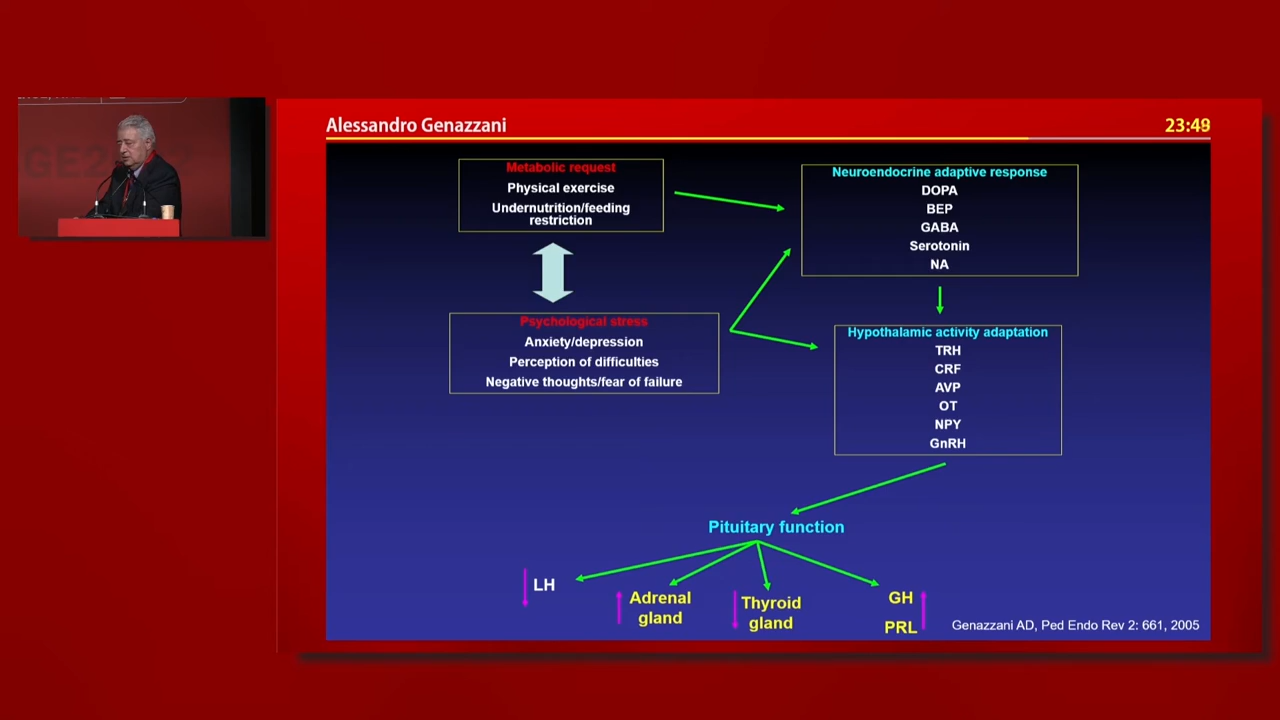 Alessandro Genazzani
23:49
Metabolic request
Physical exercise
Undernutrition/feeding
restriction
Psychological stress
Anxiety/depression
Perception of difficulties
Negative thoughts/fear of failure
Neuroendocrine adaptive response
DOPA
BEP
GABA
Serotonin
NA
Hypothalamic activity adaptation
TRH
CRF
AVP
OT
NPY
GnRH
Pituitary function
LH
Adrenal
gland
Thyroid
gland
GH
PRL
Genazzani AD, Ped Endo Rev 2: 661, 2005